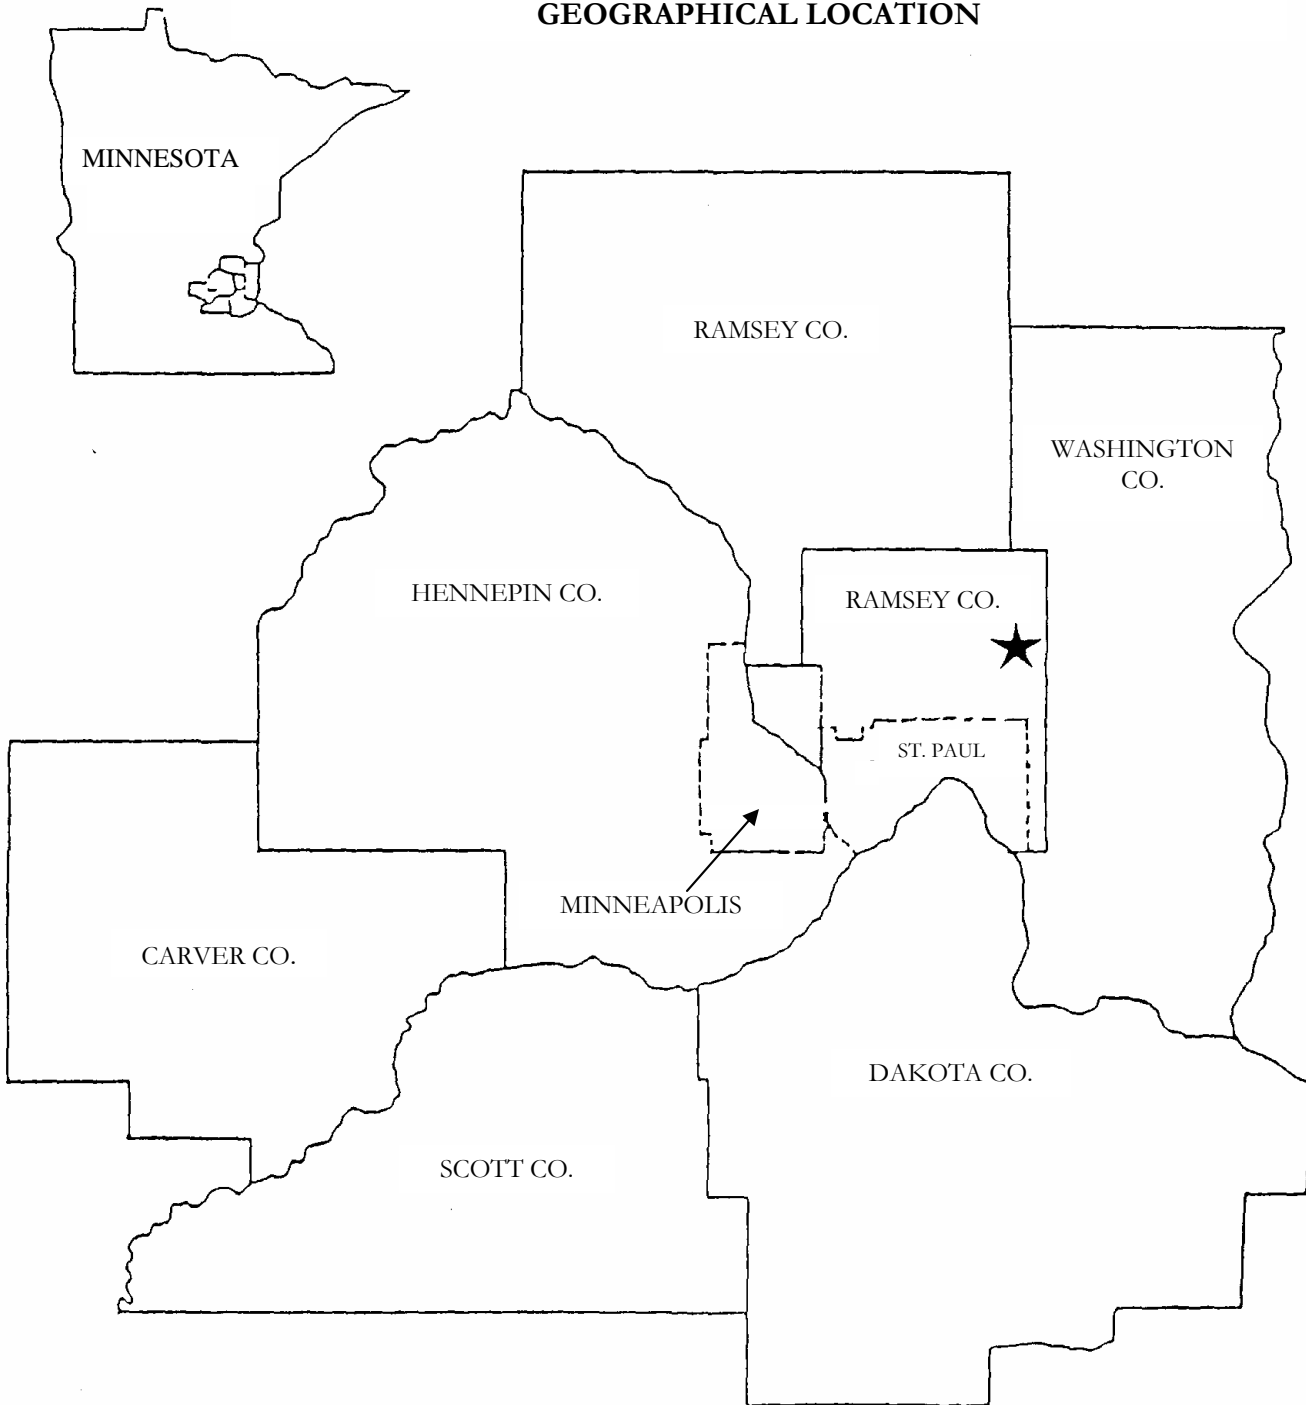 GEOGRAPHICAL LOCATION
MINNESOTA
RAMSEY CO.
WASHINGTON
CO.
HENNEPIN CO.
RAMSEY CO.
ST. PAUL
MINNEAPOLIS
CARVER CO.
DAKOTA CO.
SCOTT CO.